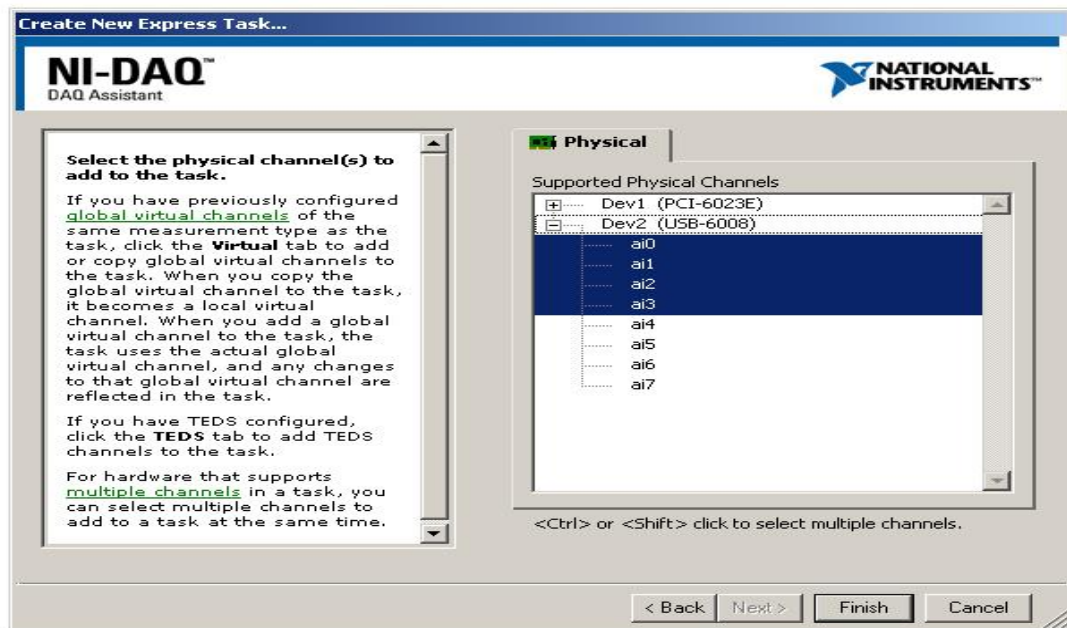 Create New Express Task...
NI-DAQ™
DAQ Assistant
NATIONAL
INSTRUMENTS™
Select the physical channel(s) to
add to the task.
If you have previously configured
global virtual channels of the
same measurement type as the
task, click the Virtual tab to add
or copy global virtual channels to
the task. When you copy the
global virtual channel to the task,
it becomes a local virtual
channel. When you add a global
virtual channel to the task, the
task uses the actual global
virtual channel, and any changes
to that global virtual channel are
reflected in the task.
If you have TEDS configured,
click the TEDS tab to add TEDS
channels to the task.
For hardware that supports
multiple channels in a task, you
can select multiple channels to
add to a task at the same time.
Physical
Supported Physical Channels
Dev1 (PCI-6023E)
Dev2 (USB-6008)
ai0
ai1
ai2
ai3
ai4
ai5
ai6
ai7
<Ctrl> or <Shift> click to select multiple channels.
< Back Next > Finish Cancel